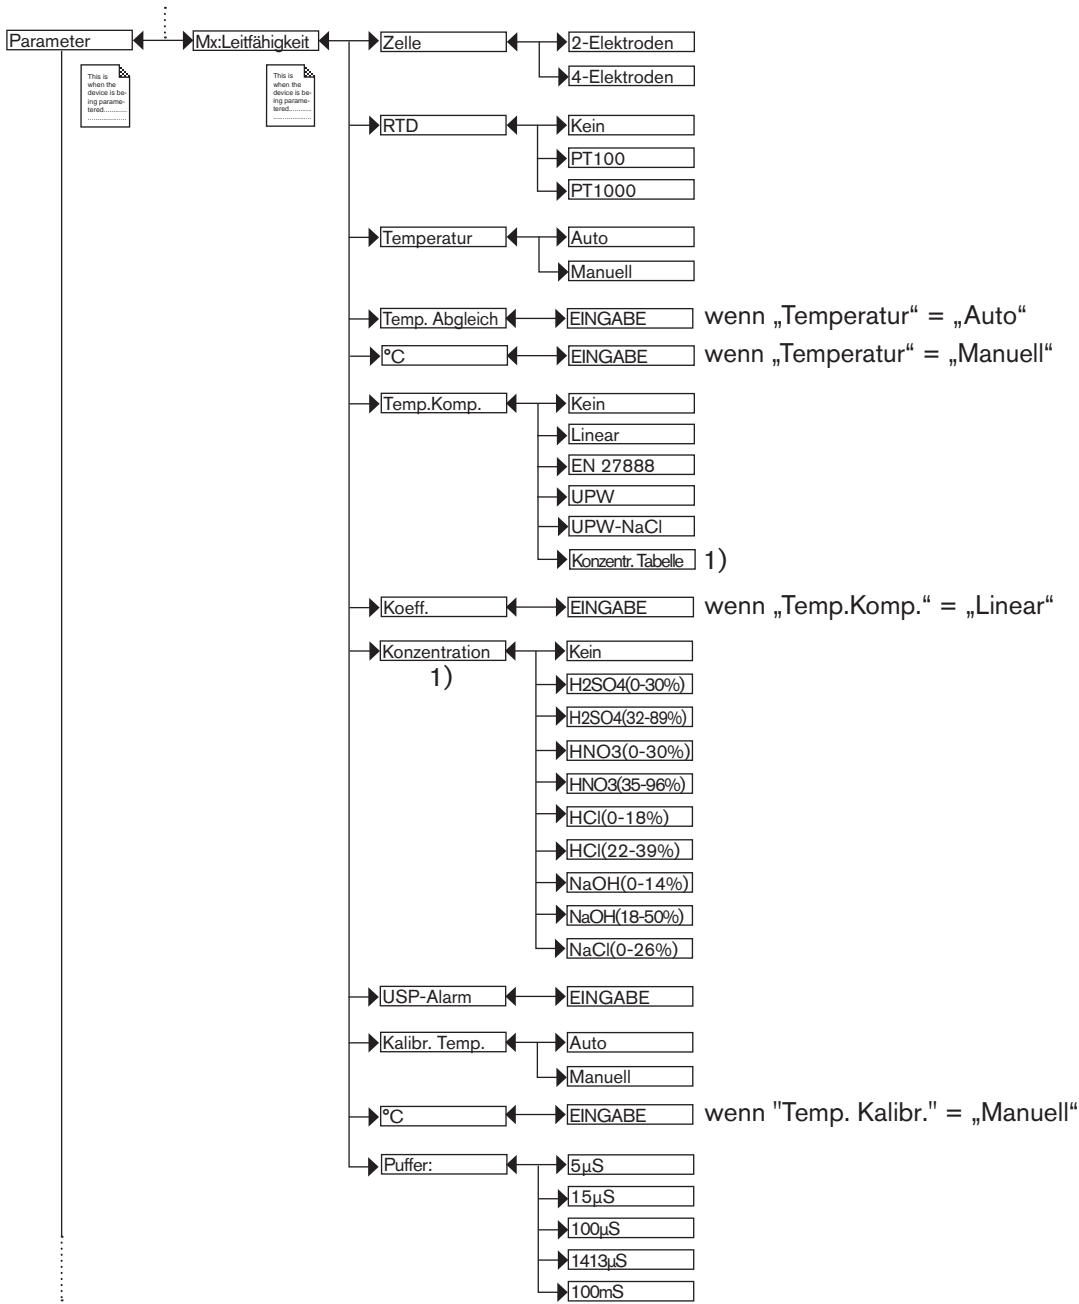 Parameter
Mx:Leitfähigkeit
Zelle
2-Elektroden
4-Elektroden
This is
when the
device is be-
ing parame-
tered............
......................
This is
when the
device is be-
ing parame-
tered............
......................
RTD
Kein
PT100
PT1000
Temperatur
Auto
Manuell
Temp. Abgleich
EINGABE
wenn „Temperatur“ = „Auto“
°C
EINGABE
wenn „Temperatur“ = „Manuell“
Temp.Komp.
Kein
Linear
EN 27888
UPW
UPW-NaCl
Konzentr. Tabelle 1)
Koeff.
EINGABE
wenn „Temp.Komp.“ = „Linear“
Konzentration
1)
Kein
H2SO4(0-30%)
H2SO4(32-89%)
HNO3(0-30%)
HNO3(35-96%)
HCl(0-18%)
HCl(22-39%)
NaOH(0-14%)
NaOH(18-50%)
NaCl(0-26%)
USP-Alarm
EINGABE
Kalibr. Temp.
Auto
Manuell
°C
EINGABE
wenn "Temp. Kalibr." = „Manuell“
Puffer:
5µS
15µS
100µS
1413µS
100mS